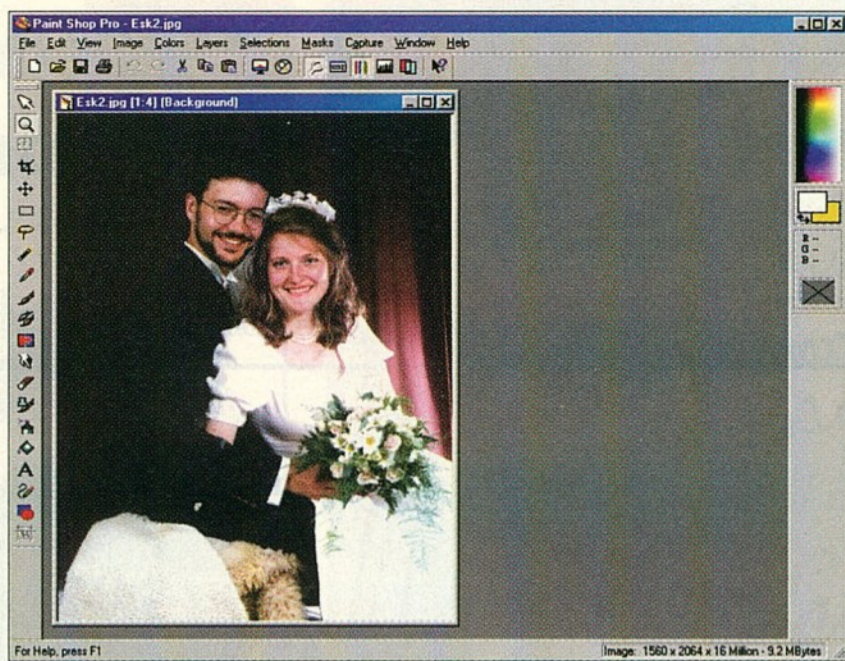 Paint Shop Pro - Esk2.jpg
File Edit View Image Colors Layers Selections Masks Capture Window Help
Esk2.jpg [1:4] (Background)
R --
G --
B --
A
For Help, press F1
Image: 1560 x 2064 x 16 Million - 9.2 MBytes